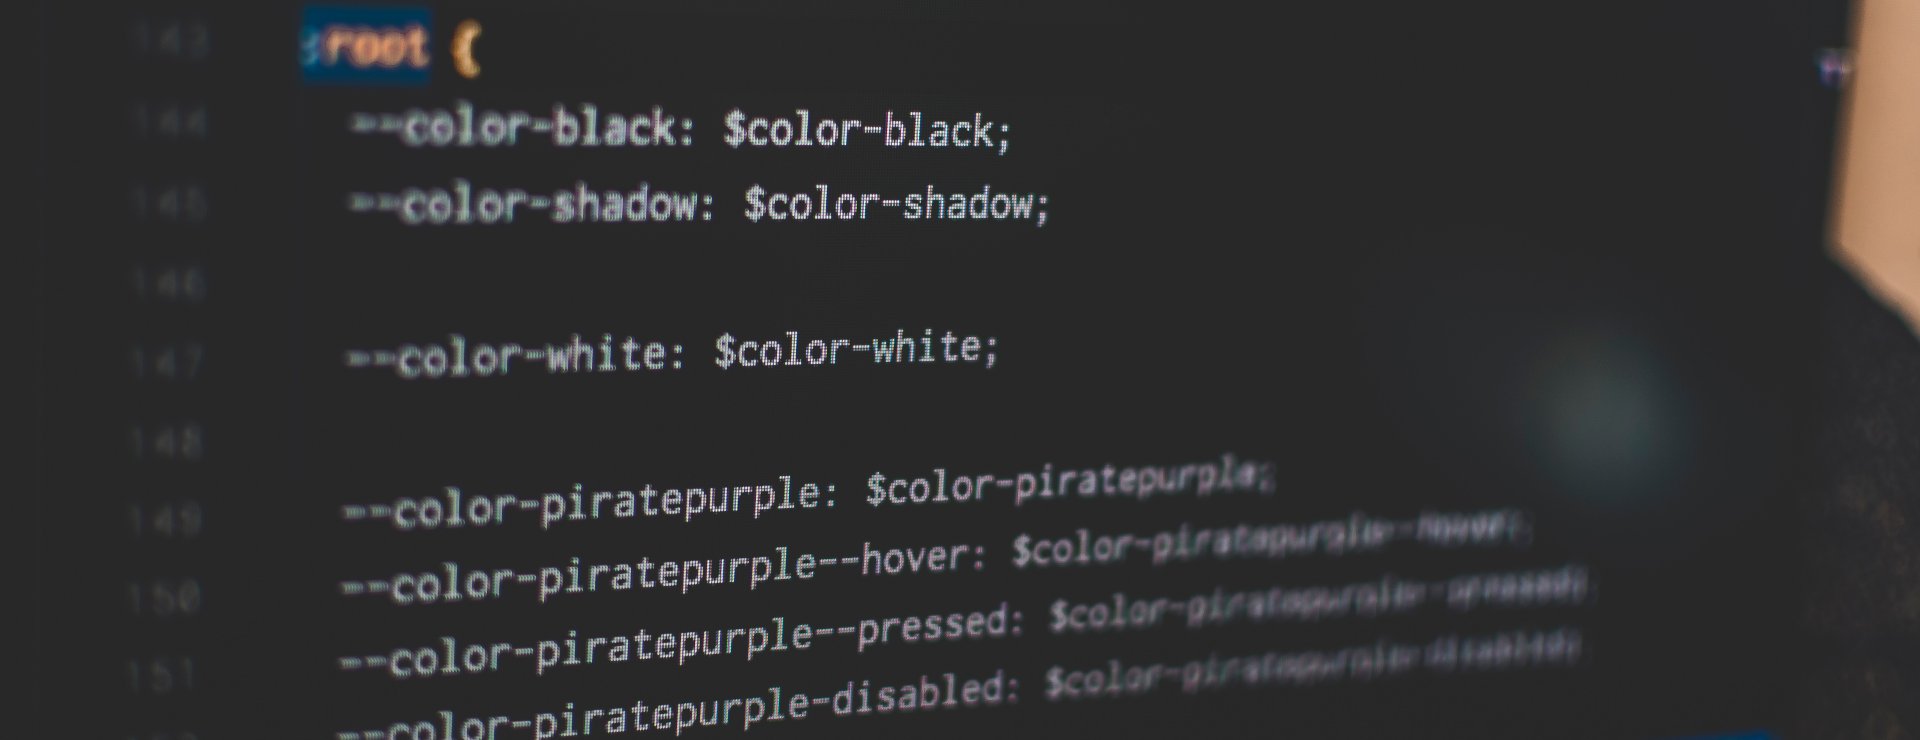 143 :root {
144 --color-black: $color-black;
145 --color-shadow: $color-shadow;
146
147 --color-white: $color-white;
148
149 --color-piratepurple: $color-piratepurple;
150 --color-piratepurple--hover: $color-piratepurple--hover;
151 --color-piratepurple--pressed: $color-piratepurple--pressed;
--color-piratepurple-disabled: $color-piratepurple-disabled;